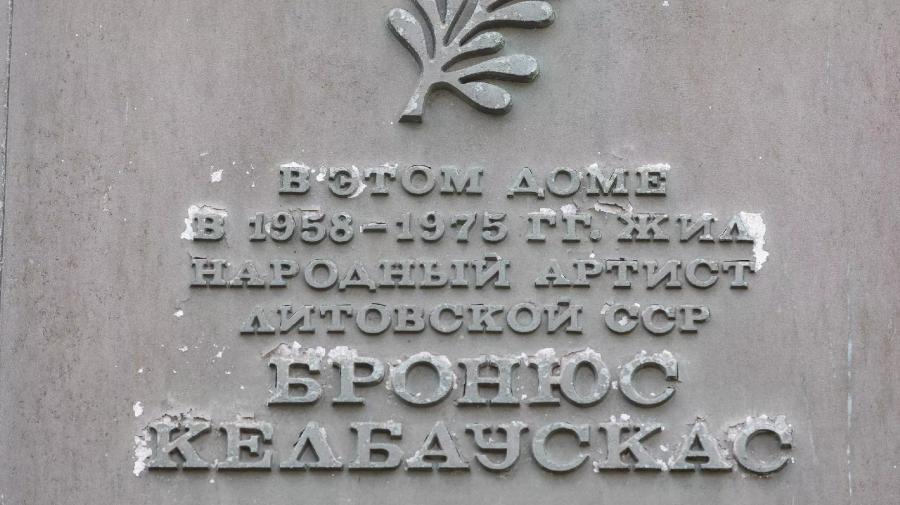 В ЭТОМ ДОМЕ
В 1958-1975 ГГ. ЖИЛ
НАРОДНЫЙ АРТИСТ
ЛИТОВСКОЙ ССР
БРОНЮС
КЕЛБАУСКАС